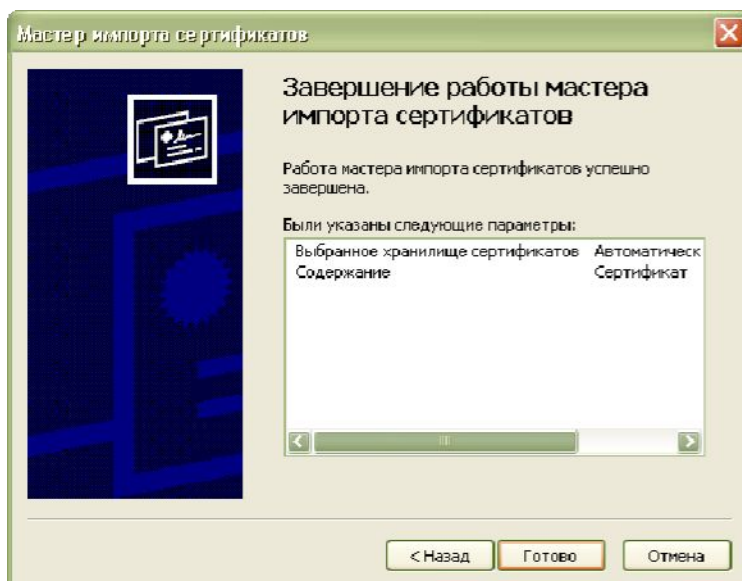 Мастер импорта сертификатов
Завершение работы мастера
импорта сертификатов
Работа мастера импорта сертификатов успешно
завершена.
Были указаны следующие параметры:
Выбранное хранилище сертификатов Автоматическ
Содержание Сертификат
< Назад Готово Отмена